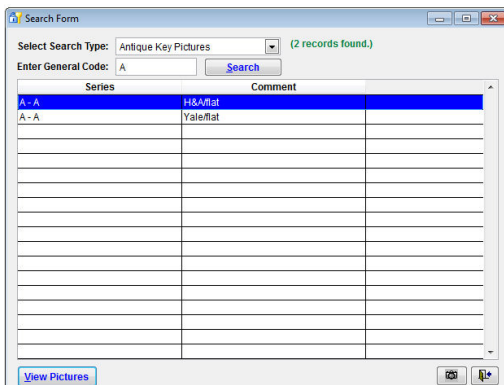 Search Form
Select Search Type: Antique Key Pictures (2 records found.)
Enter General Code: A Search
Series Comment
A - A H&A/flat
A - A Yale/flat
View Pictures